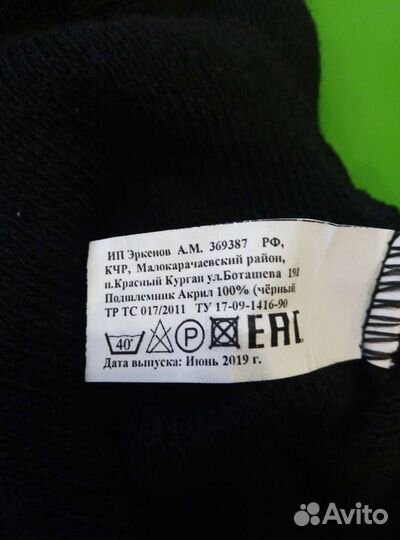 ИП Эркенов А.М. 369387 РФ,
КЧР, Малокарачаевский район,
п.Красный Курган ул.Боташева 191
Подшлемник Акрил 100% (чёрный
ТР ТС 017/2011 ТУ 17-09-1416-90
40° P EAC
Дата выпуска: Июнь 2019 г.
Avito